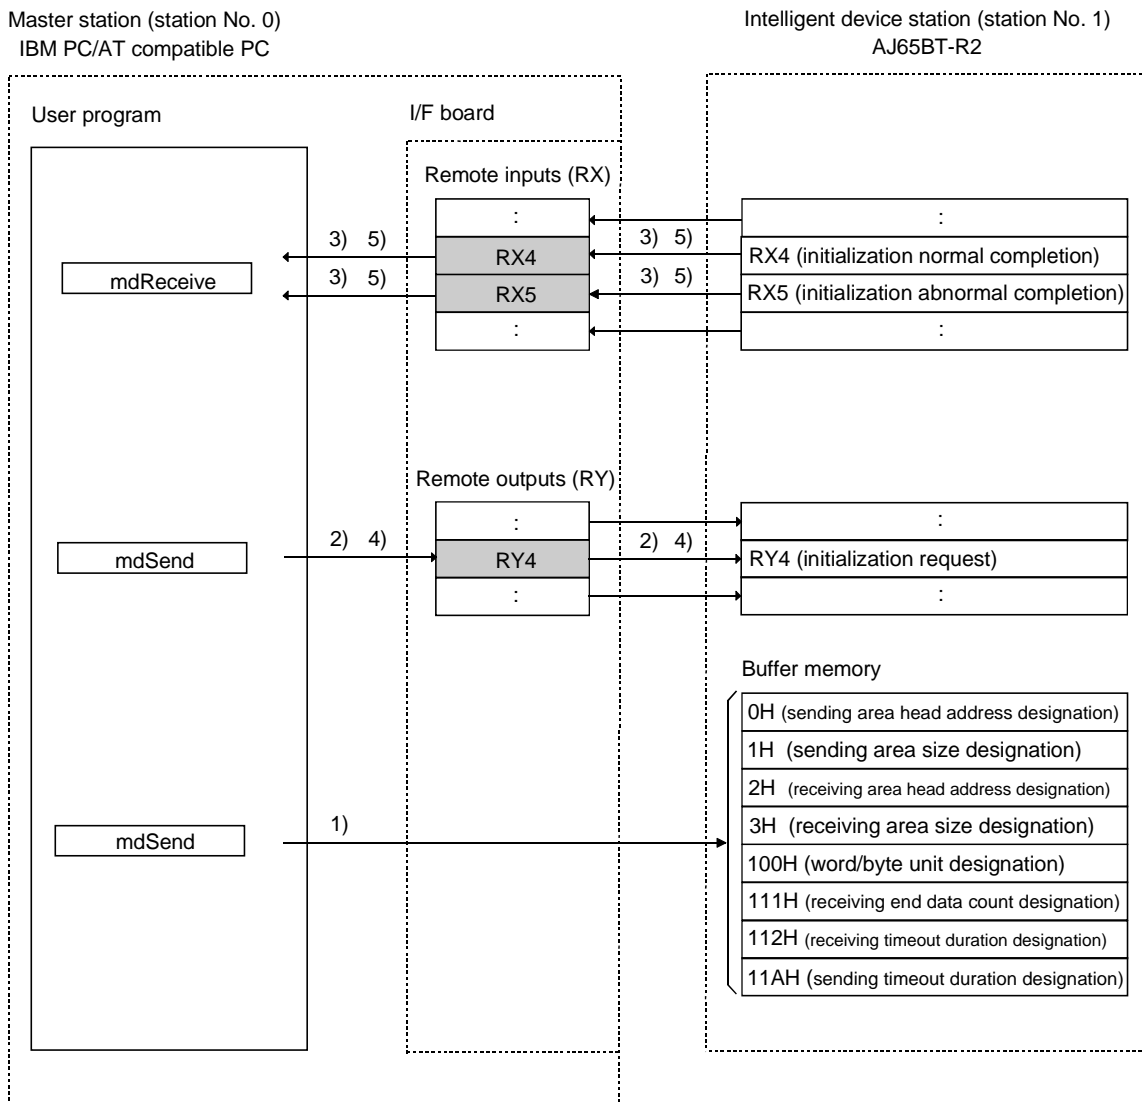 Master station (station No. 0)
IBM PC/AT compatible PC
Intelligent device station (station No. 1)
AJ65BT-R2
User program
I/F board
Remote inputs (RX)
:
:
3) 5)
3) 5)
RX4
RX4 (initialization normal completion)
mdReceive
3) 5)
3) 5)
RX5
RX5 (initialization abnormal completion)
:
:
Remote outputs (RY)
:
:
mdSend
2) 4)
2) 4)
RY4
RY4 (initialization request)
:
:
Buffer memory
0H (sending area head address designation)
1H (sending area size designation)
2H (receiving area head address designation)
mdSend
1)
3H (receiving area size designation)
100H (word/byte unit designation)
111H (receiving end data count designation)
112H (receiving timeout duration designation)
11AH (sending timeout duration designation)